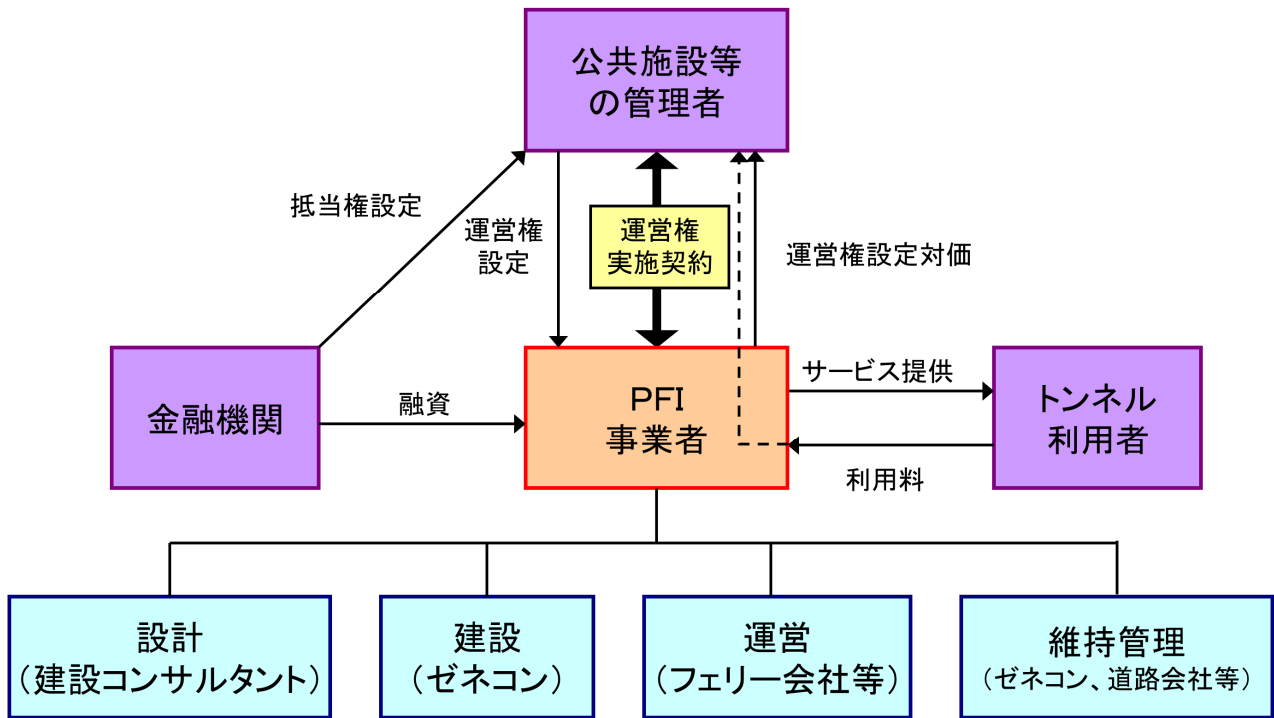 公共施設等
の管理者
抵当権設定
運営権
設定
運営権
実施契約
運営権設定対価
金融機関
融資
PFI
事業者
サービス提供
利用料
トンネル
利用者
設計
（建設コンサルタント）
建設
（ゼネコン）
運営
（フェリー会社等）
維持管理
（ゼネコン、道路会社等）